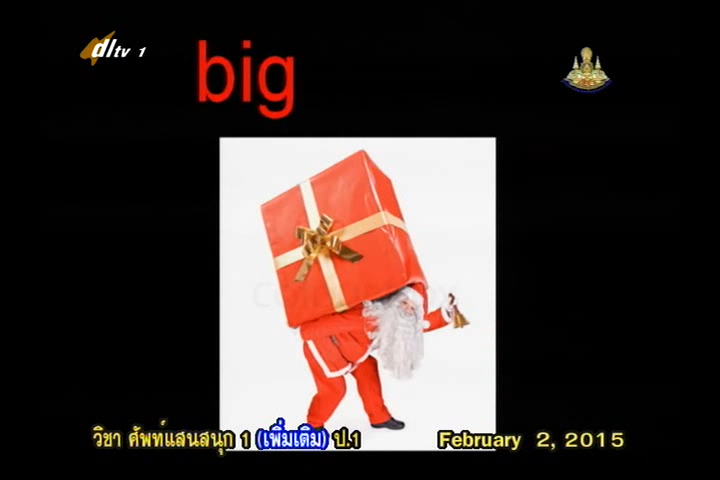 dltv 1
big
วิชา ศัพท์แสนสนุก 1 (เพิ่มเติม) ป.1
February 2, 2015